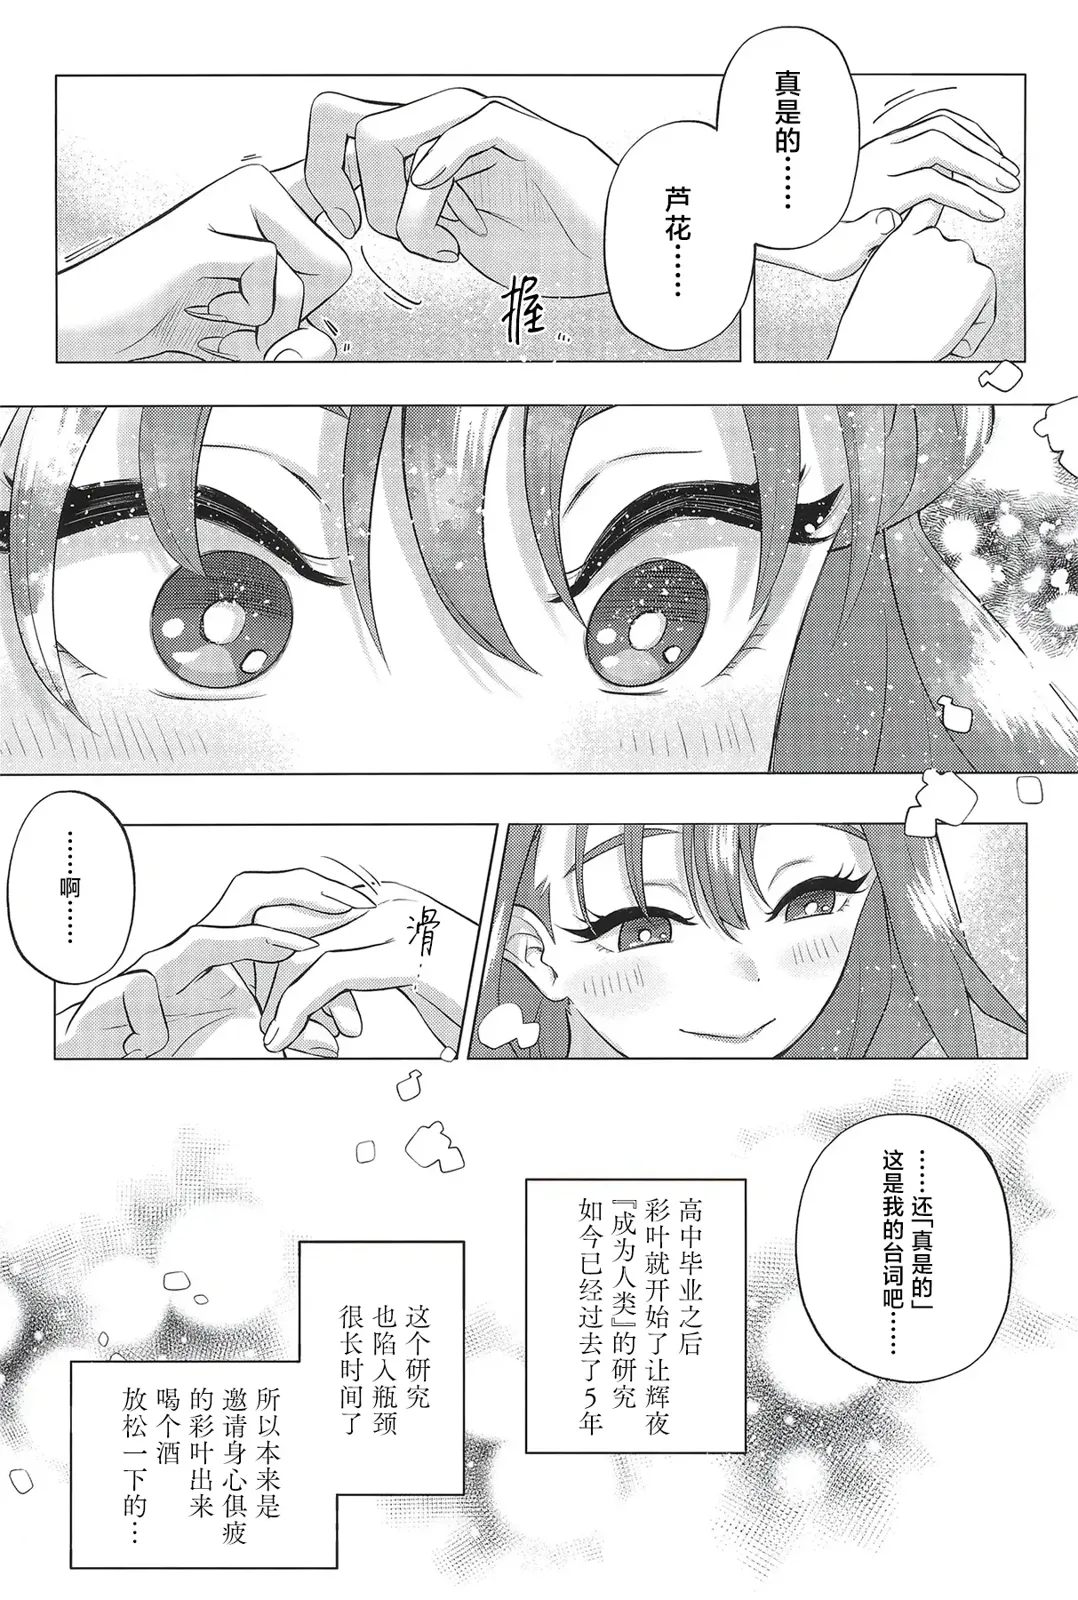 真是的……
芦花……
握
……啊……
滑
……还「真是的」
这是我的台词吧……
高中毕业之后
彩叶就开始了让辉夜
『成为人类』的研究
如今已经过去了5年
这个研究
也陷入瓶颈
很长时间了
所以本来是
邀请身心俱疲
的彩叶出来
喝个酒
放松一下的…